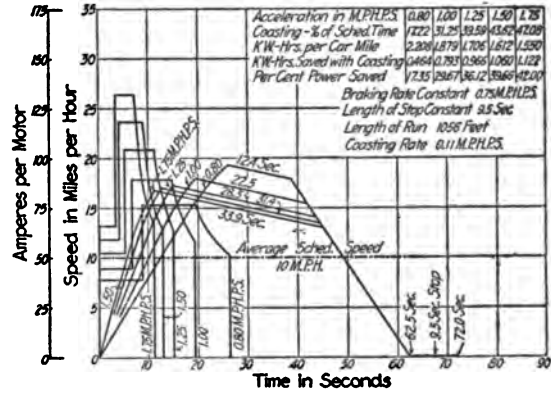 Acceleration in M.P.H.P.S. 0.80 1.00 1.25 1.50 1.75
Coasting-% of Sched.Time 17.22 31.25 39.59 43.52 47.08
K.W.-Hrs. per Car Mile 2.208 1.879 1.706 1.612 1.550
K.W.-Hrs. Saved with Coasting 0.464 0.793 0.966 1.060 1.122
Per Cent Power Saved 17.35 29.67 36.12 39.66 42.00
Braking Rate Constant 0.75 M.P.H.P.S.
Length of Stop Constant 9.5 Sec.
Length of Run 1056 Feet
Coasting Rate 0.11 M.P.H.P.S.
175
150
125
100
75
50
25
0
Amperes per Motor
35
30
25
20
15
10
5
0
Speed in Miles per Hour
1.75 M.P.H.P.S.
1.25
1.00
0.80
12.4 Sec.
22.5
31.4
33.9 Sec.
Average Sched. Speed
10 M.P.H.
1.50
1.75 M.P.H.P.S.
1.25
1.50
1.00
0.80 M.P.H.P.S.
62.5 Sec.
9.5 Sec. Stop
72.0 Sec.
0 10 20 30 40 50 60 70 80 90
Time in Seconds